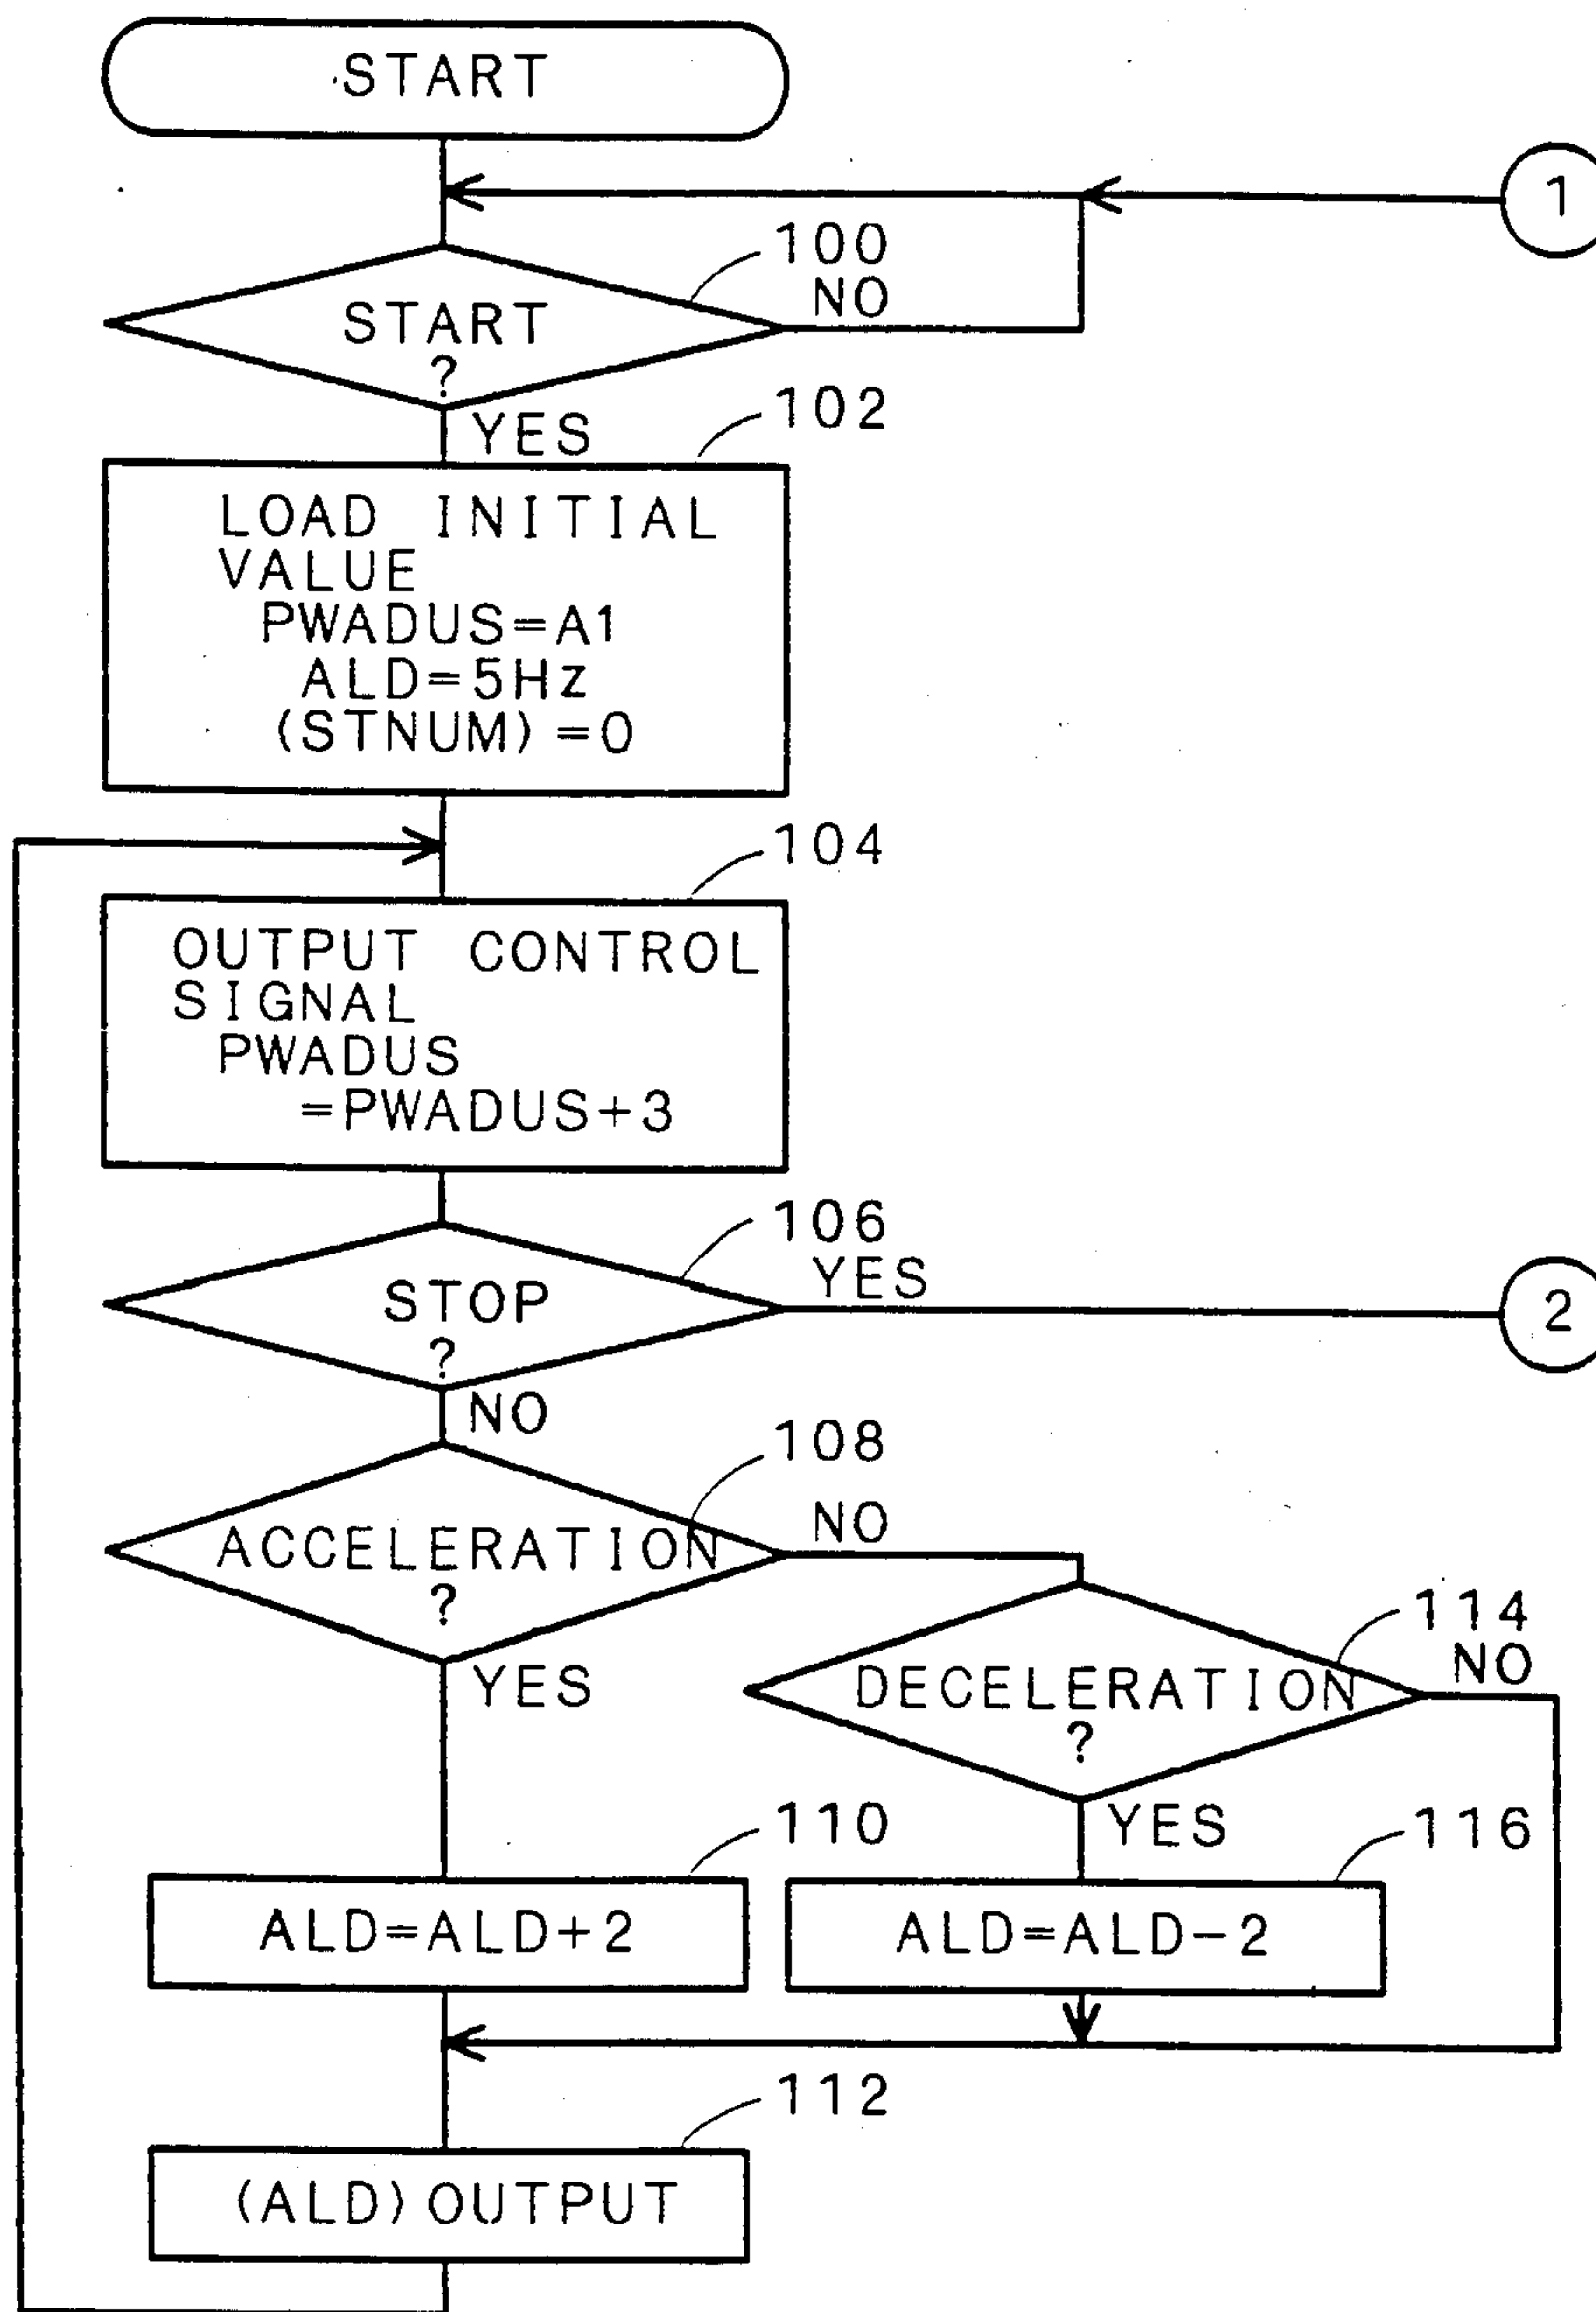 START
1
100
NO
START
?
YES
102
LOAD INITIAL
VALUE
PWADUS=A1
ALD=5Hz
(STNUM)=0
104
OUTPUT CONTROL
SIGNAL
PWADUS
=PWADUS+3
106
YES
STOP
?
2
NO
108
NO
ACCELERATION
?
YES
114
NO
DECELERATION
?
YES
110
116
ALD=ALD+2
ALD=ALD-2
112
(ALD)OUTPUT